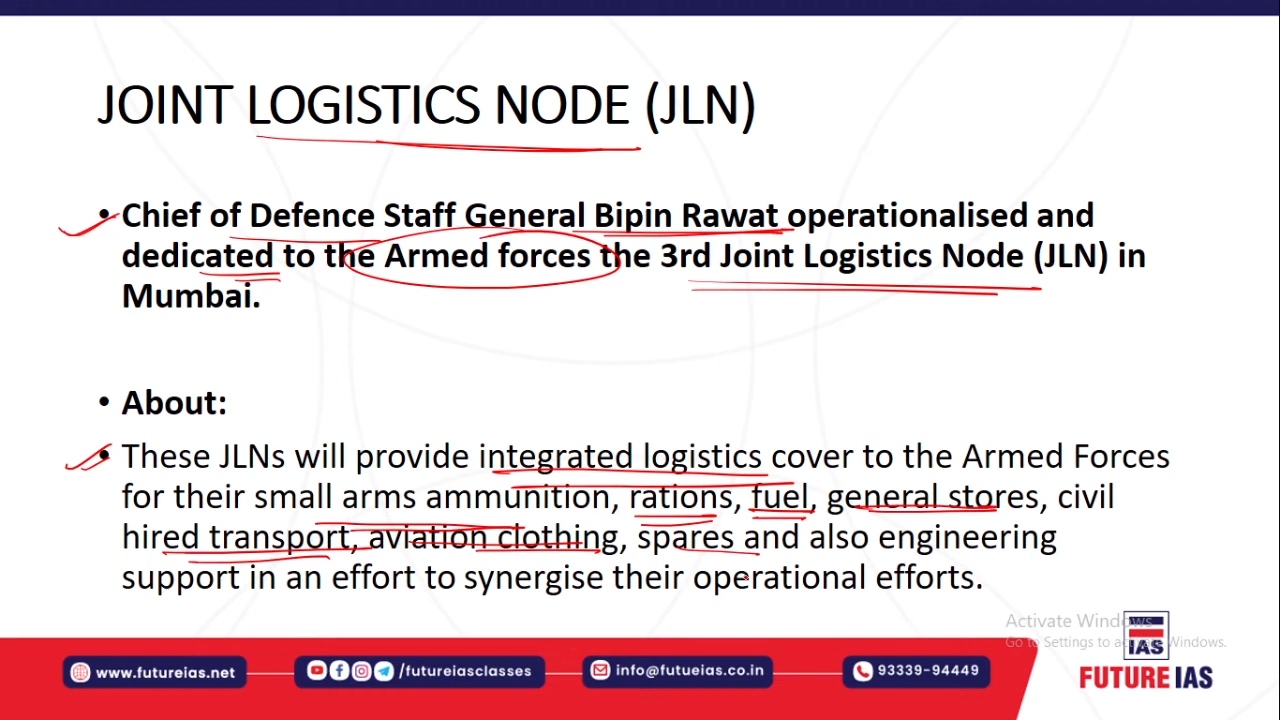 JOINT LOGISTICS NODE (JLN)
• Chief of Defence Staff General Bipin Rawat operationalised and
dedicated to the Armed forces the 3rd Joint Logistics Node (JLN) in
Mumbai.
• About:
• These JLNs will provide integrated logistics cover to the Armed Forces
for their small arms ammunition, rations, fuel, general stores, civil
hired transport, aviation clothing, spares and also engineering
support in an effort to synergise their operational efforts.
Activate Windows
Go to Settings to activate Windows.
IAS
FUTURE IAS
www.futureias.net
/futureiasclasses
info@futueias.co.in
93339-94449